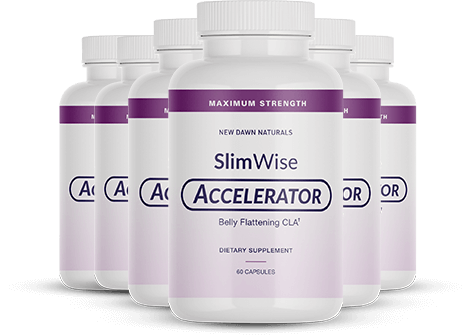 MAXIMUM STRENGTH
NEW DAWN NATURALS
SlimWise
ACCELERATOR
Belly Flattening CLA†
DIETARY SUPPLEMENT
60 CAPSULES